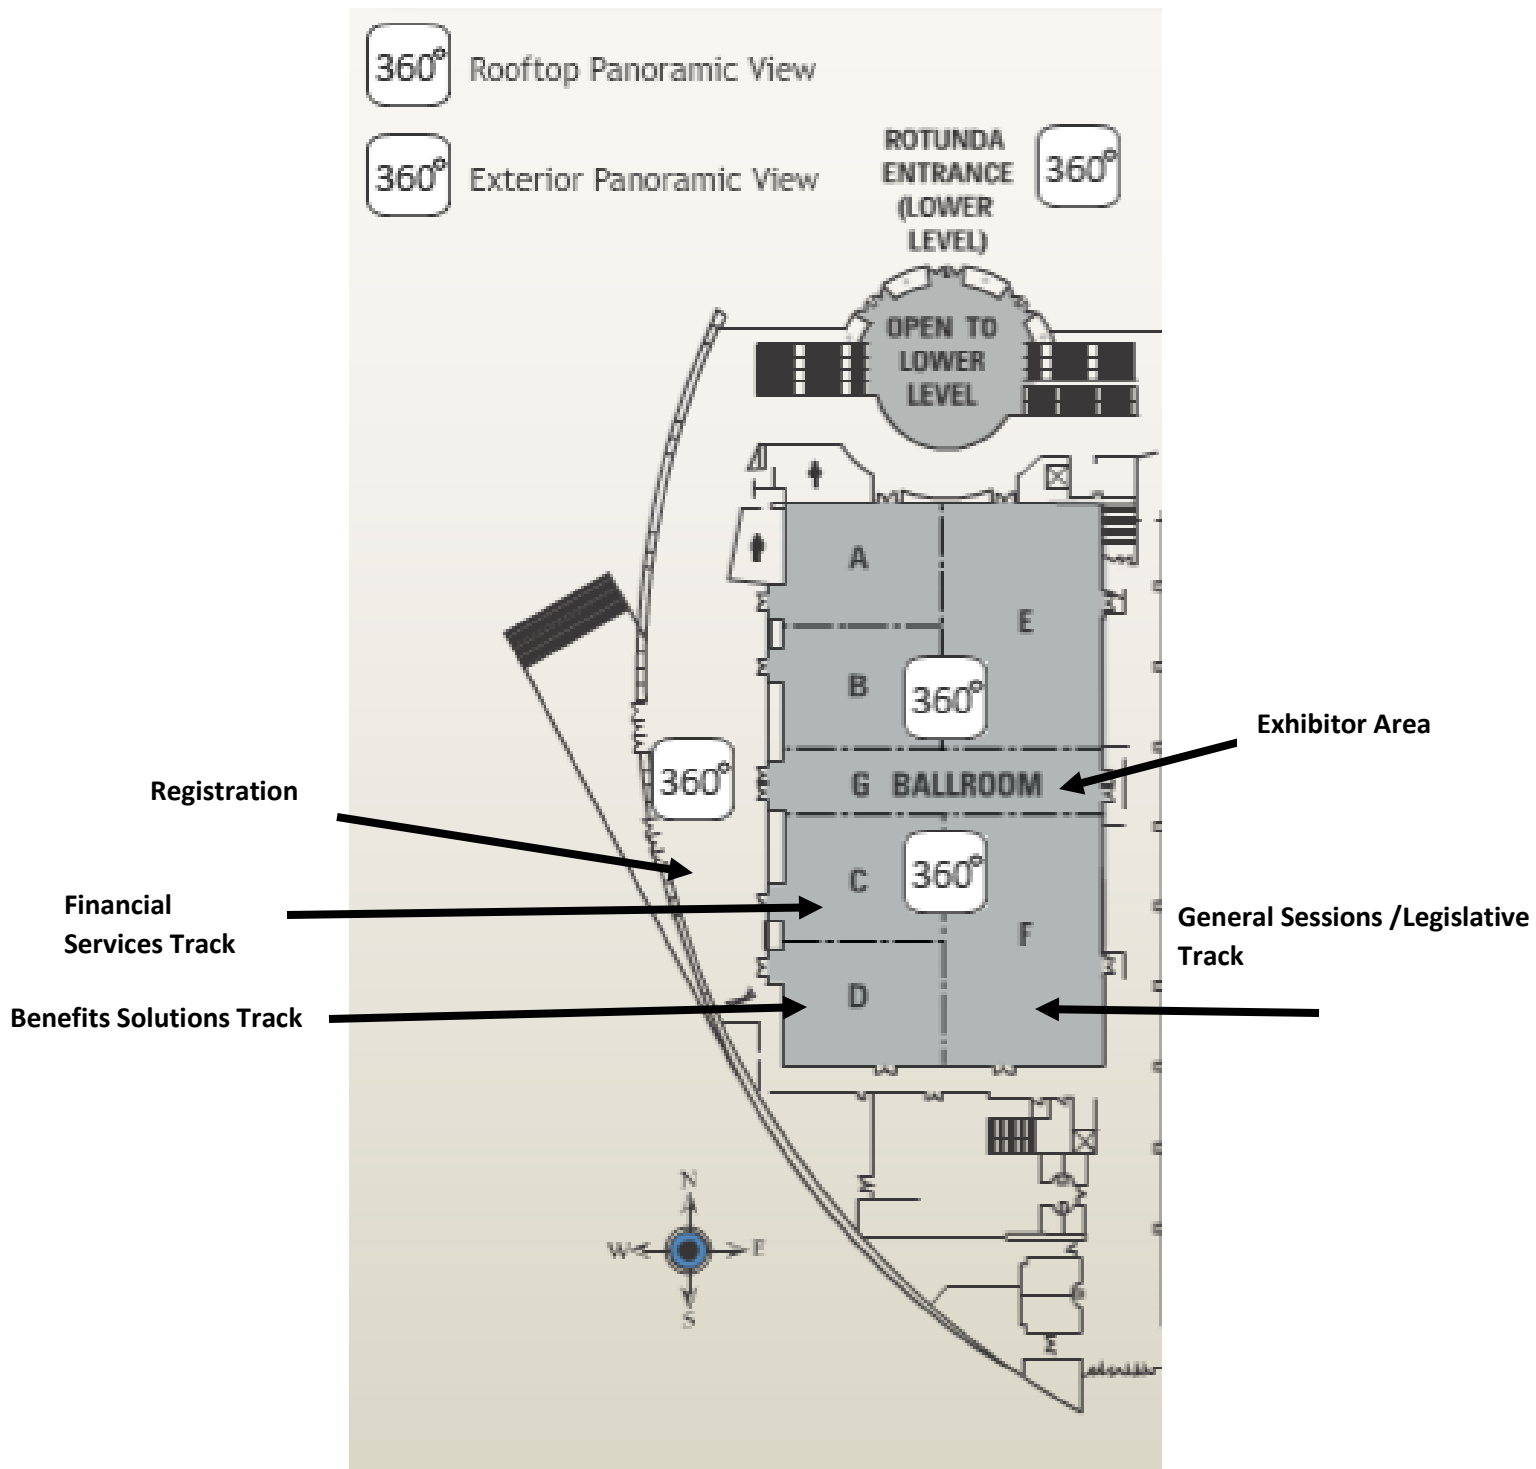 360° Rooftop Panoramic View
360° Exterior Panoramic View
ROTUNDA
ENTRANCE
(LOWER
LEVEL)
360°
OPEN TO
LOWER
LEVEL
A
E
B
360°
Exhibitor Area
G BALLROOM
360°
Registration
360°
C
Financial
Services Track
General Sessions /Legislative
Track
F
D
Benefits Solutions Track
N
W
E
S